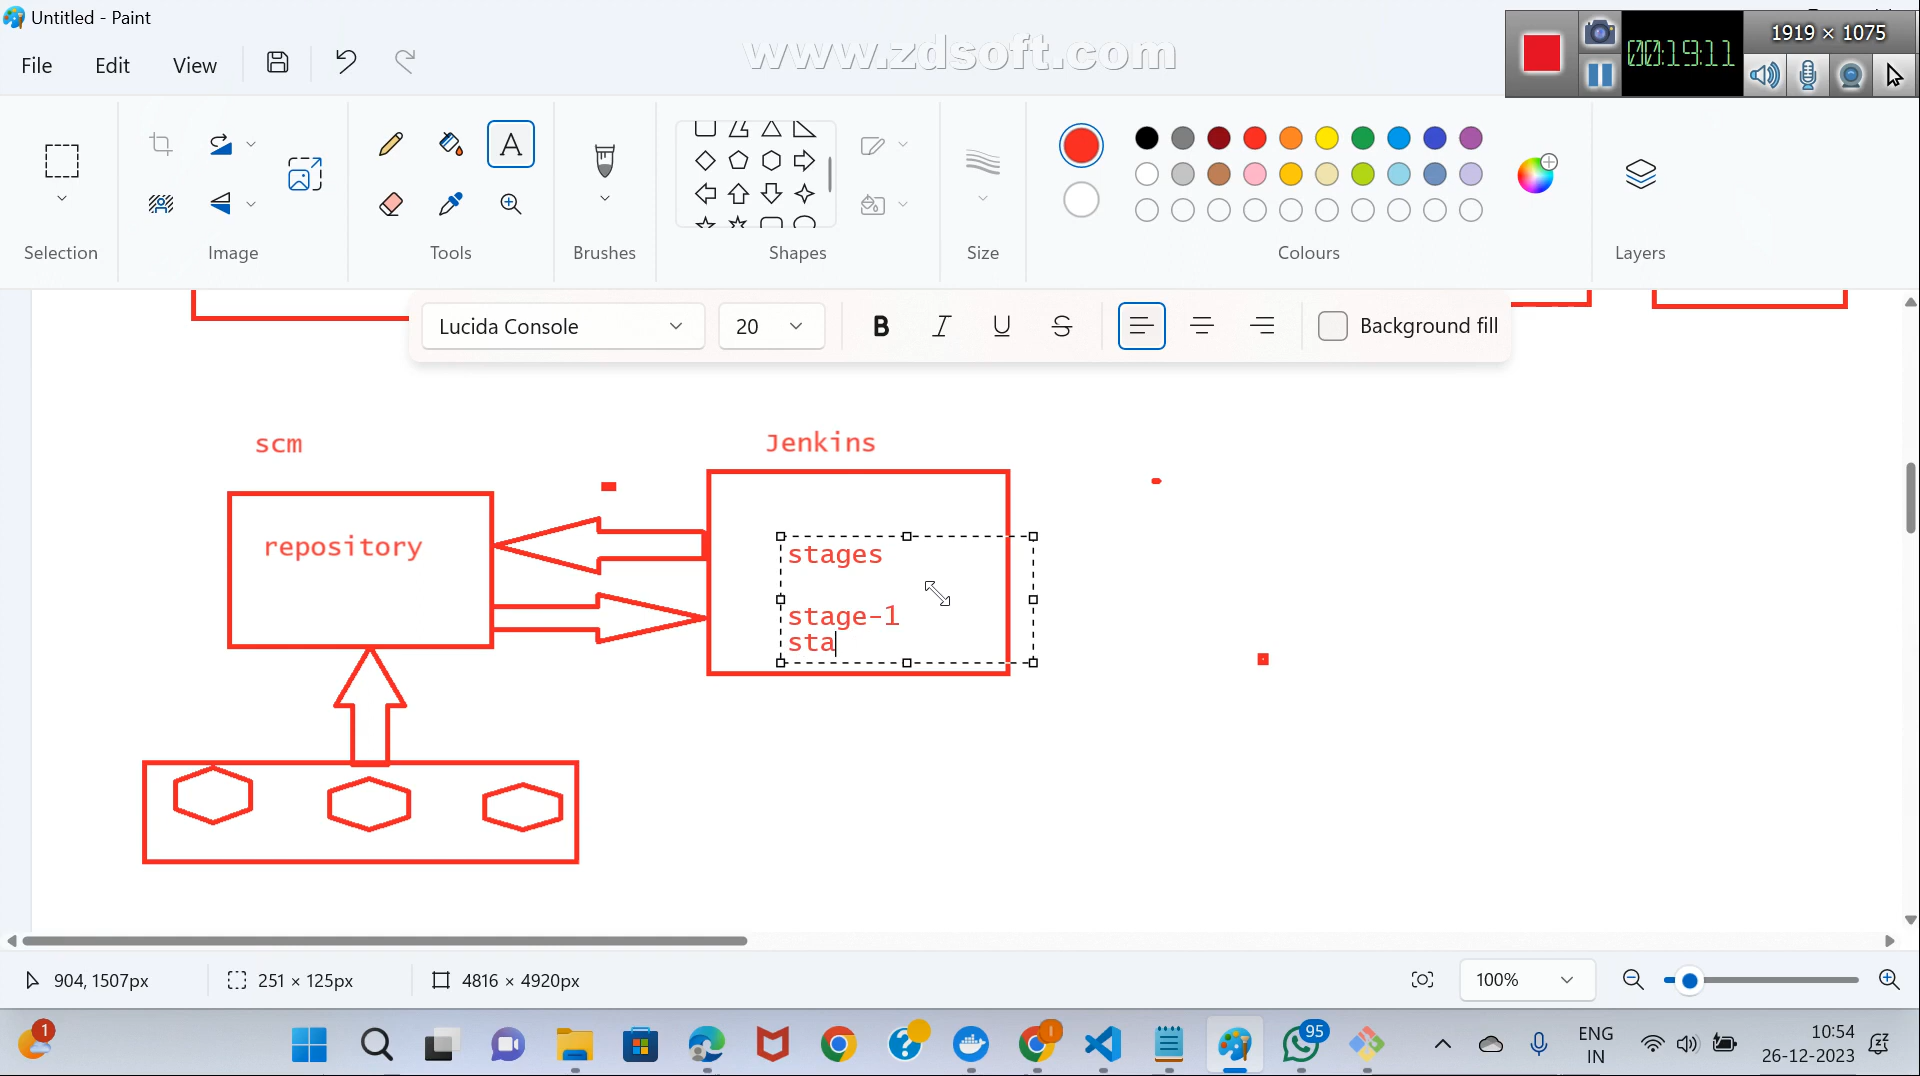 Untitled - Paint
www.zdsoft.com
00:19:11
1919 × 1075
File
Edit
View
Selection
Image
Tools
Brushes
Shapes
Size
Colours
Layers
Lucida Console
20
B
I
U
S
Background fill
scm
Jenkins
repository
stages
stage-1
sta
904, 1507px
251 × 125px
4816 × 4920px
100%
1
95
ENG
IN
10:54
26-12-2023